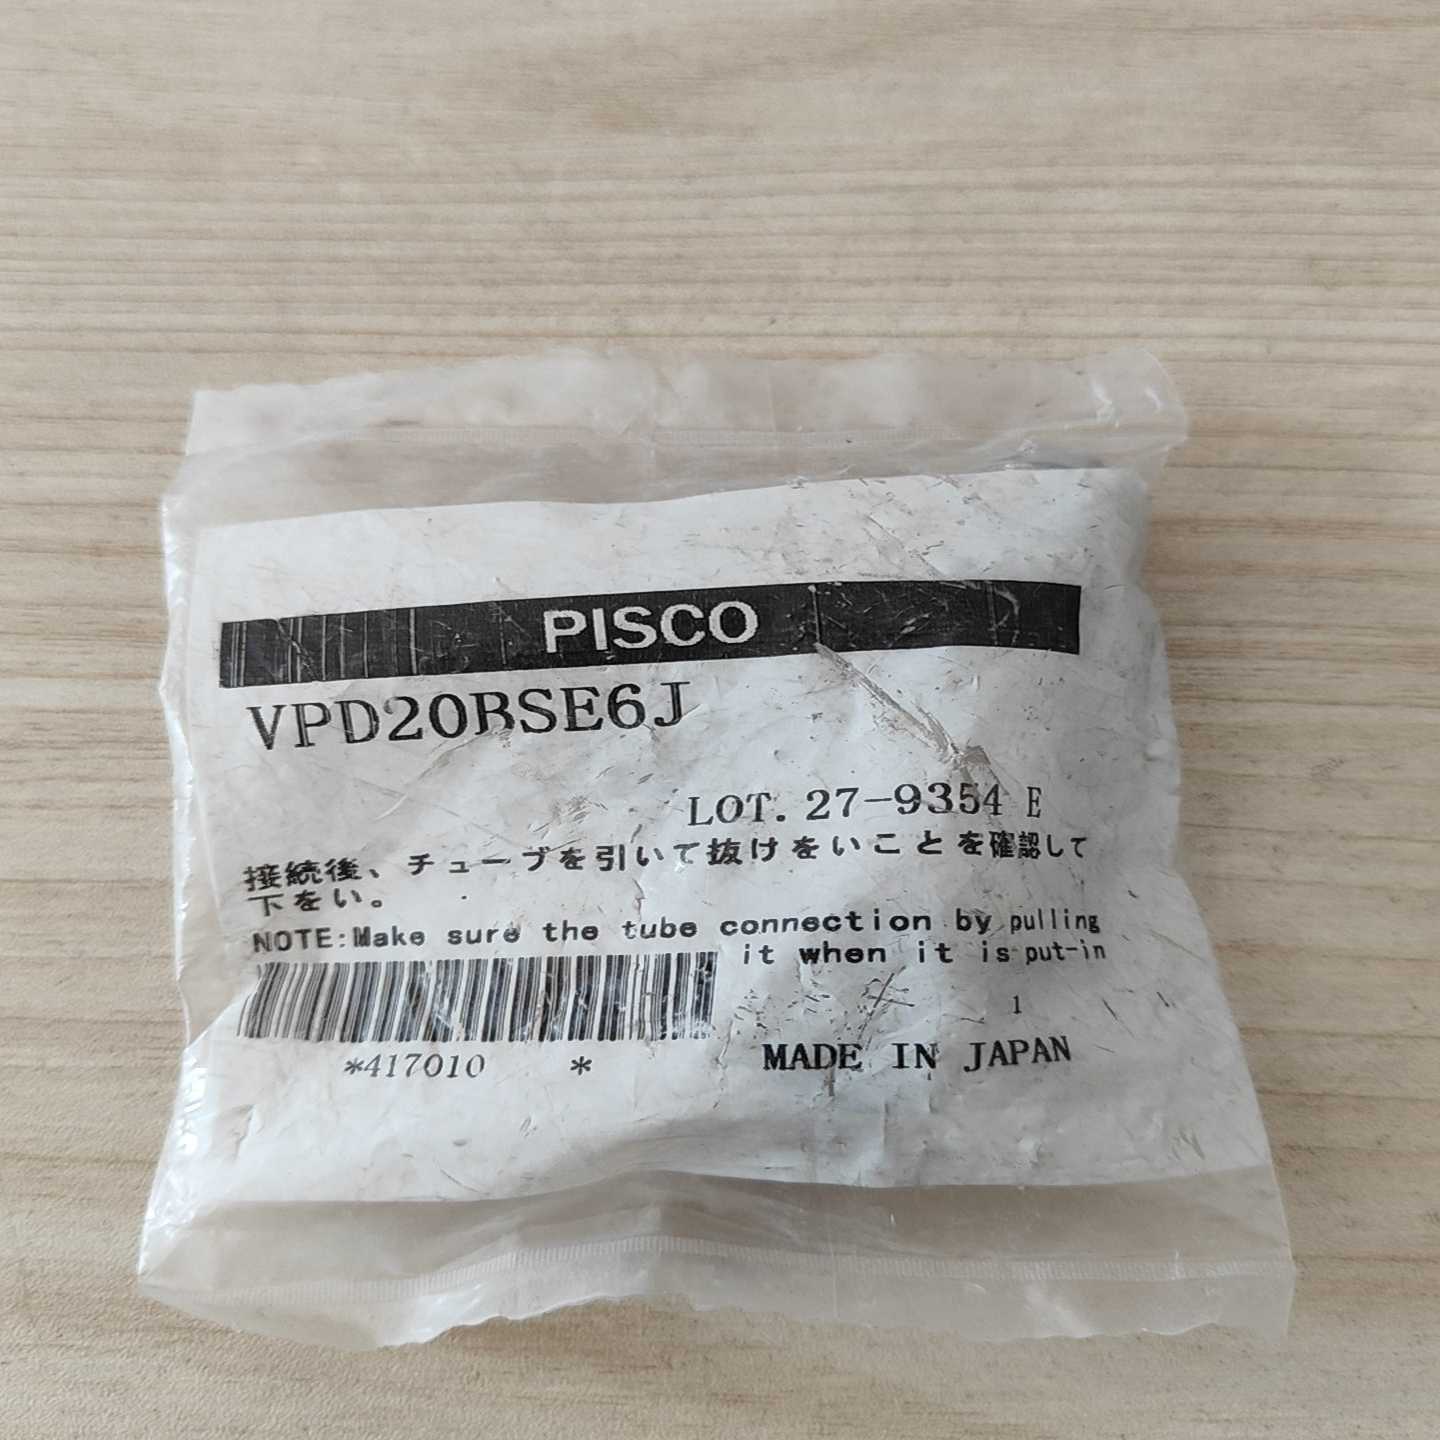 PISCO
VPD20BSE6J
LOT. 27-9354 E
接続後、チューブを引いて抜けをいことを確認して
下をい。
NOTE:Make sure the tube connection by pulling
it when it is put-in
1
*417010 *
MADE IN JAPAN